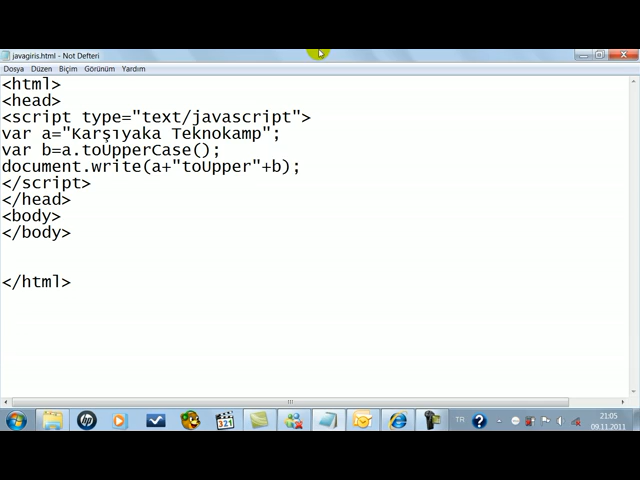 javagiris.html - Not Defteri
Dosya Düzen Biçim Görünüm Yardım
<html>
<head>
<script type="text/javascript">
var a="Karşıyaka Teknokamp";
var b=a.toUpperCase();
document.write(a+"toUpper"+b);
</script>
</head>
<body>
</body>
</html>
321
TR
21:05
09.11.2011